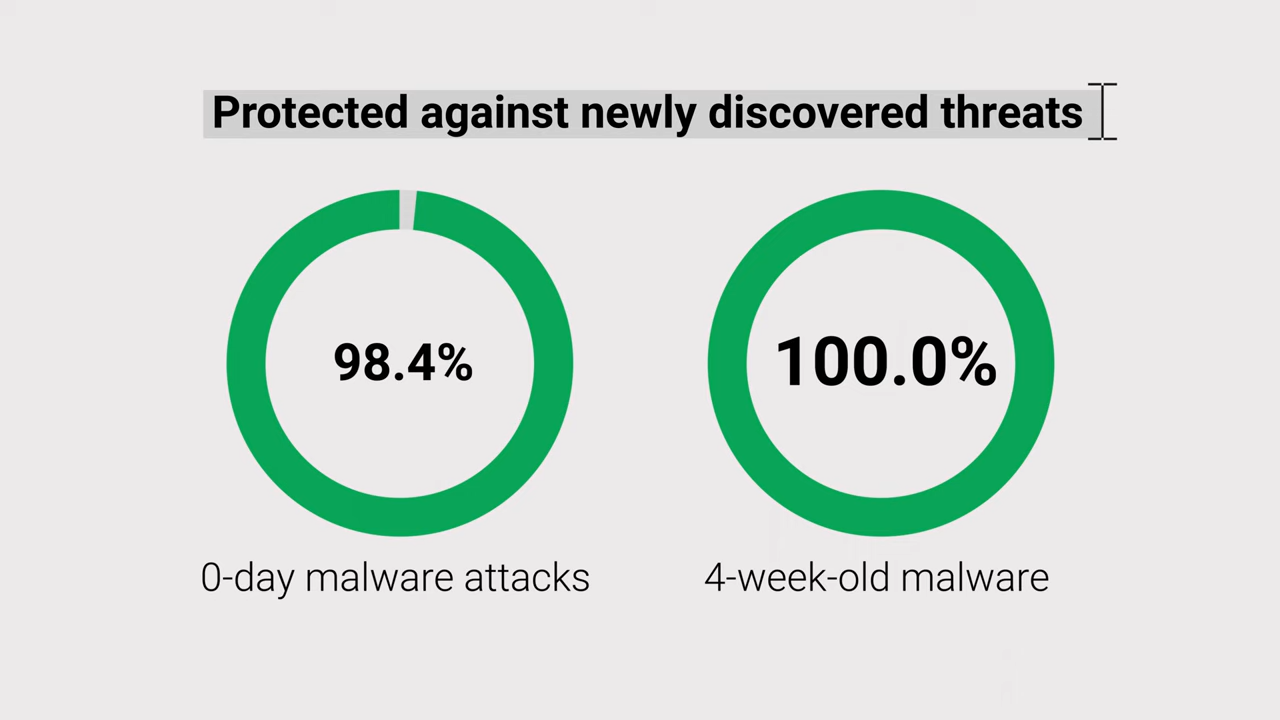 Protected against newly discovered threats
98.4%
100.0%
0-day malware attacks
4-week-old malware